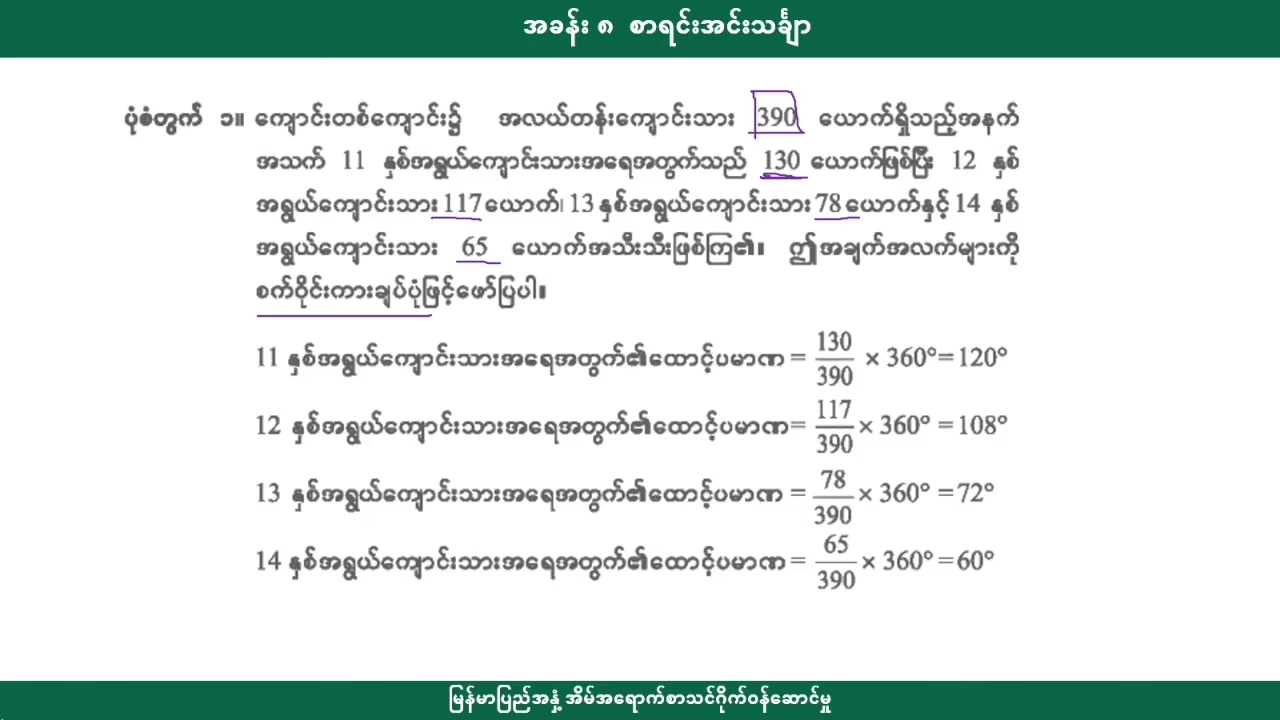 အခန်း ၈ စာရင်းအင်းသင်္ချာ
ပုံစံတွက် ၁။ ကျောင်းတစ်ကျောင်း၌ အလယ်တန်းကျောင်းသား 390 ယောက်ရှိသည့်အနက်
အသက် 11 နှစ်အရွယ်ကျောင်းသားအရေအတွက်သည် 130 ယောက်ဖြစ်ပြီး 12 နှစ်
အရွယ်ကျောင်းသား 117 ယောက်၊ 13 နှစ်အရွယ်ကျောင်းသား 78 ယောက်နှင့် 14 နှစ်
အရွယ်ကျောင်းသား 65 ယောက်အသီးသီးဖြစ်ကြ၏။ ဤအချက်အလက်များကို
စက်ဝိုင်းကားချပ်ပုံဖြင့်ဖော်ပြပါ။
11 နှစ်အရွယ်ကျောင်းသားအရေအတွက်၏ထောင့်ပမာဏ = 130/390 × 360° = 120°
12 နှစ်အရွယ်ကျောင်းသားအရေအတွက်၏ထောင့်ပမာဏ = 117/390 × 360° = 108°
13 နှစ်အရွယ်ကျောင်းသားအရေအတွက်၏ထောင့်ပမာဏ = 78/390 × 360° = 72°
14 နှစ်အရွယ်ကျောင်းသားအရေအတွက်၏ထောင့်ပမာဏ = 65/390 × 360° = 60°
မြန်မာပြည်အနှံ့ အိမ်အရောက်စာသင်ဂိုက်ဝန်ဆောင်မှု